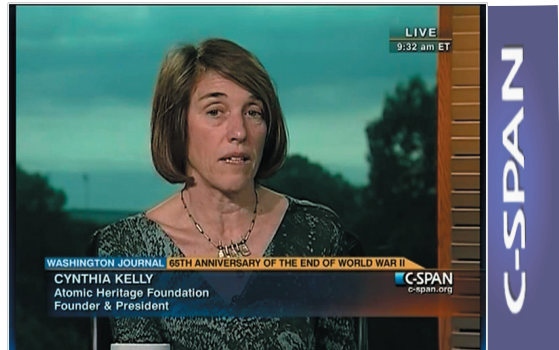 LIVE
9:32 am ET
WASHINGTON JOURNAL 65TH ANNIVERSARY OF THE END OF WORLD WAR II
CYNTHIA KELLY
Atomic Heritage Foundation
Founder & President
C-SPAN
c-span.org
C-SPAN